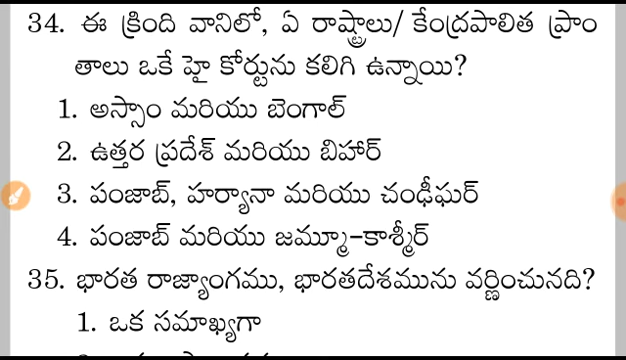 34. ఈ క్రింది వానిలో, ఏ రాష్ట్రాలు/ కేంద్రపాలిత ప్రాం
తాలు ఒకే హై కోర్టును కలిగి ఉన్నాయి?
1. అస్సాం మరియు బెంగాల్
2. ఉత్తర ప్రదేశ్ మరియు బిహార్
3. పంజాబ్, హర్యానా మరియు చండీఘర్
4. పంజాబ్ మరియు జమ్మూ-కాశ్మీర్
35. భారత రాజ్యాంగము, భారతదేశమును వర్ణించునది?
1. ఒక సమాఖ్యగా